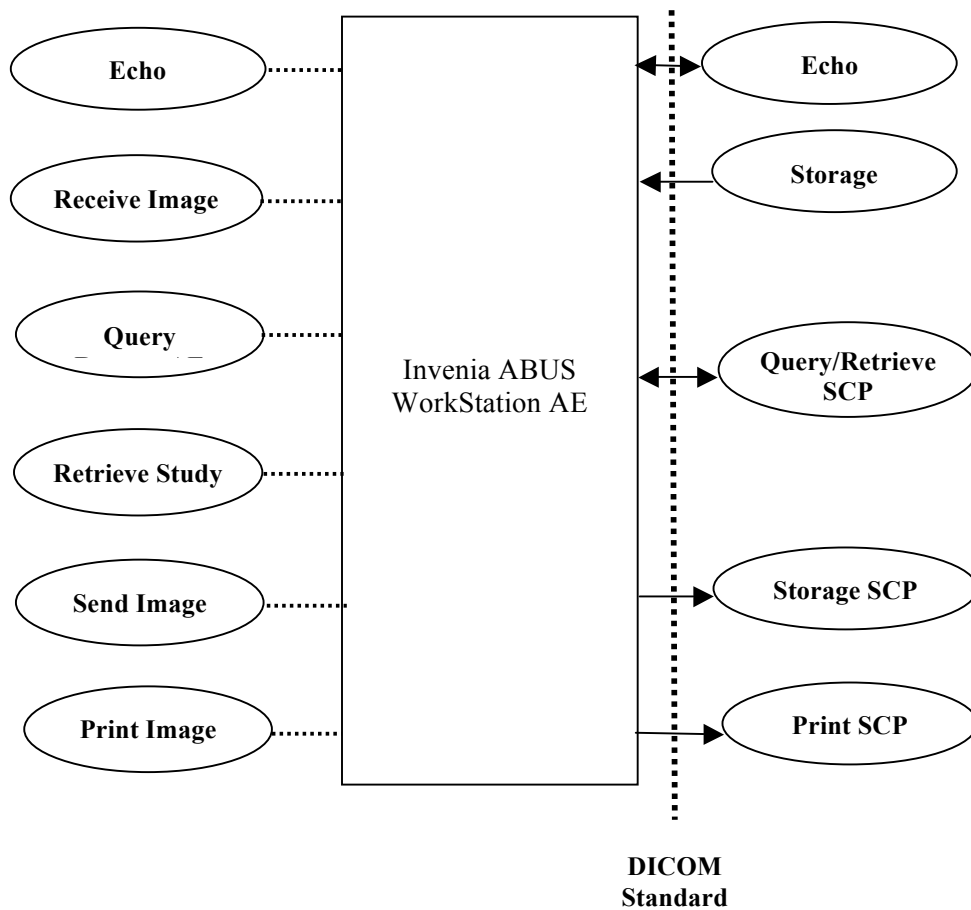 Echo
Receive Image
Query
Retrieve Study
Send Image
Print Image
Invenia ABUS
WorkStation AE
Echo
Storage
Query/Retrieve
SCP
Storage SCP
Print SCP
DICOM
Standard